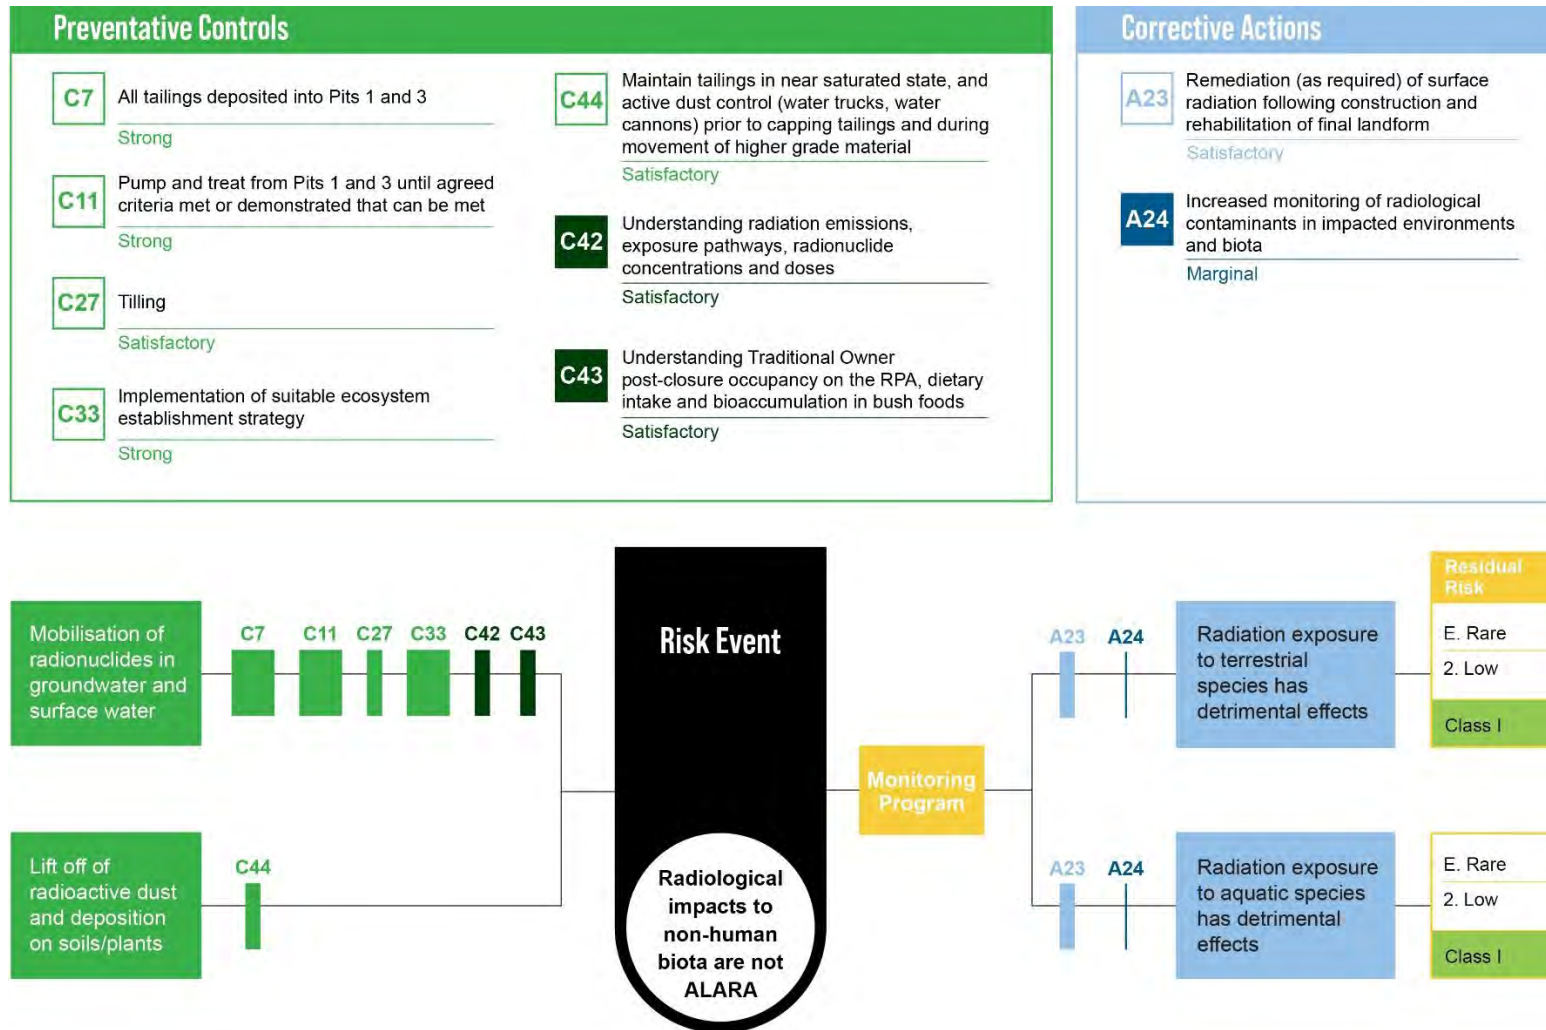 Preventative Controls
C7
All tailings deposited into Pits 1 and 3
Strong
C11
Pump and treat from Pits 1 and 3 until agreed
criteria met or demonstrated that can be met
Strong
C27
Tilling
Satisfactory
C33
Implementation of suitable ecosystem
establishment strategy
Strong
C44
Maintain tailings in near saturated state, and
active dust control (water trucks, water
cannons) prior to capping tailings and during
movement of higher grade material
Satisfactory
C42
Understanding radiation emissions,
exposure pathways, radionuclide
concentrations and doses
Satisfactory
C43
Understanding Traditional Owner
post-closure occupancy on the RPA, dietary
intake and bioaccumulation in bush foods
Satisfactory
Corrective Actions
A23
Remediation (as required) of surface
radiation following construction and
rehabilitation of final landform
Satisfactory
A24
Increased monitoring of radiological
contaminants in impacted environments
and biota
Marginal
Mobilisation of
radionuclides in
groundwater and
surface water
C7 C11 C27 C33 C42 C43
Lift off of
radioactive dust
and deposition
on soils/plants
C44
Risk Event
Radiological
impacts to
non-human
biota are not
ALARA
Monitoring
Program
A23 A24
Radiation exposure
to terrestrial
species has
detrimental effects
Residual
Risk
E. Rare
2. Low
Class I
A23 A24
Radiation exposure
to aquatic species
has detrimental
effects
E. Rare
2. Low
Class I